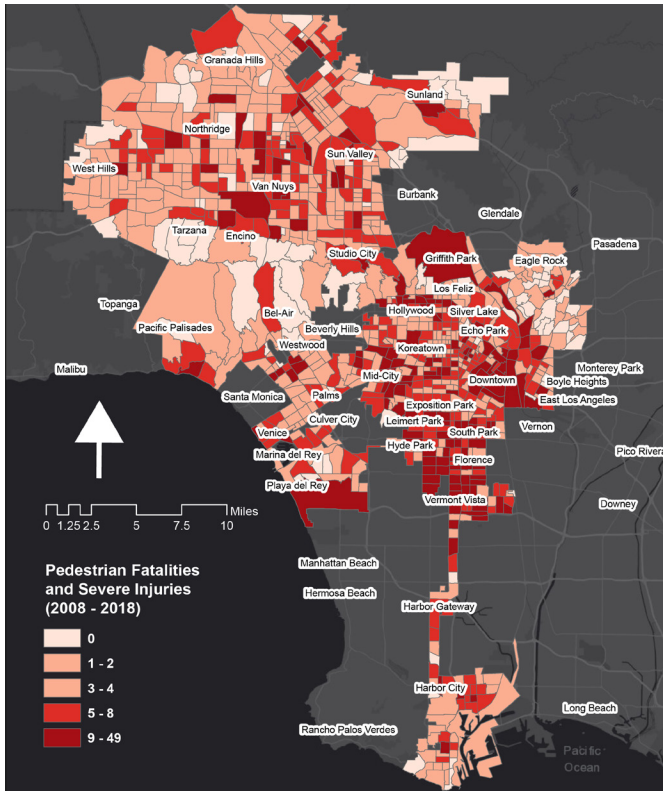 Granada Hills
Sunland
Northridge
Sun Valley
West Hills
Van Nuys
Burbank
Glendale
Tarzana
Encino
Pasadena
Studio City
Griffith Park
Eagle Rock
Los Feliz
Topanga
Bel-Air
Hollywood
Silver Lake
Pacific Palisades
Beverly Hills
Echo Park
Westwood
Koreatown
Malibu
Mid-City
Downtown
Monterey Park
Boyle Heights
Santa Monica
Palms
Exposition Park
East Los Angeles
Culver City
Leimert Park
Venice
South Park
Vernon
Hyde Park
Marina del Rey
Florence
Pico Rivera
Playa del Rey
Vermont Vista
Downey
Miles
0 1.25 2.5 5 7.5 10
Manhattan Beach
Pedestrian Fatalities
and Severe Injuries
(2008 - 2018)
Hermosa Beach
Harbor Gateway
0
1 - 2
3 - 4
5 - 8
9 - 49
Harbor City
Long Beach
Rancho Palos Verdes
Pacific
Ocean